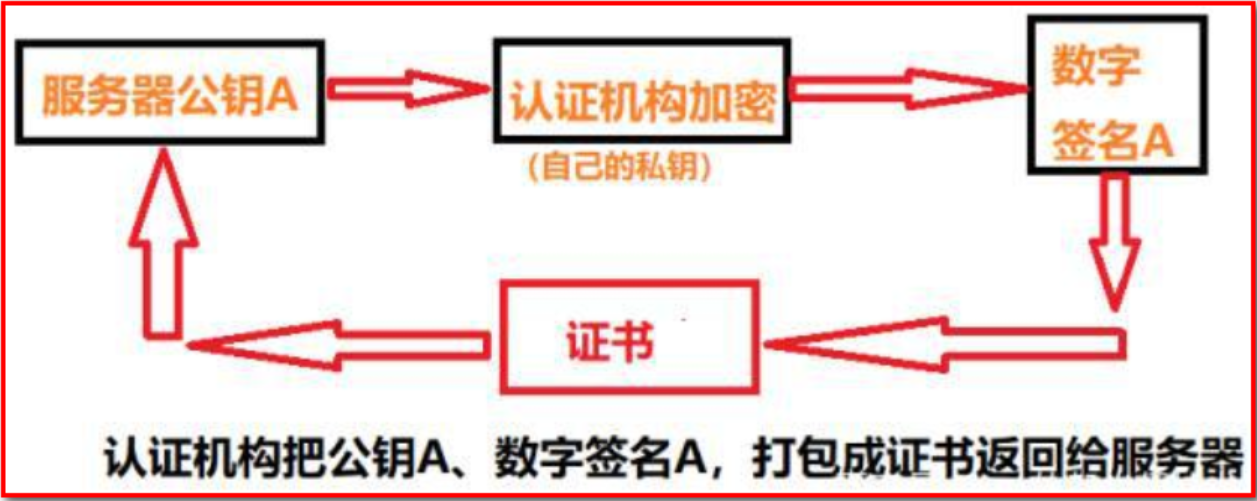 服务器公钥A
认证机构加密
(自己的私钥)
数字
签名A
证书
认证机构把公钥A、数字签名A，打包成证书返回给服务器